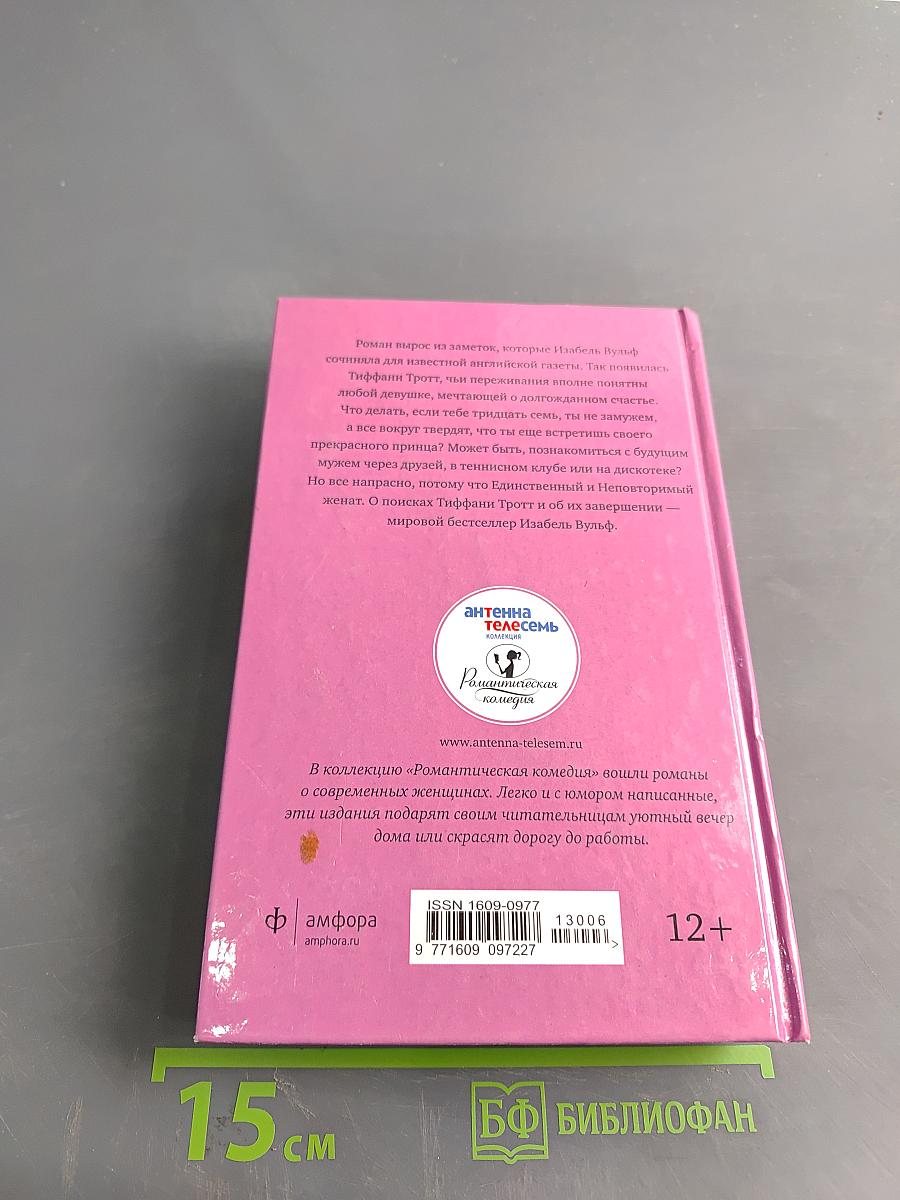 Роман вырос из заметок, которые Изабель Вульф
сочиняла для известной английской газеты. Так появилась
Тиффани Тротт, чьи переживания вполне понятны
любой девушке, мечтающей о долгожданном счастье.
Что делать, если тебе тридцать семь, ты не замужем,
а все вокруг твердят, что ты еще встретишь своего
прекрасного принца? Может быть, познакомиться с будущим
мужем через друзей, в теннисном клубе или на дискотеке?
Но все напрасно, потому что Единственный и Неповторимый
женат. О поисках Тиффани Тротт и об их завершении —
мировой бестселлер Изабель Вульф.
антенна
телесемь
коллекция
Романтическая
комедия
www.antenna-telesem.ru
В коллекцию «Романтическая комедия» вошли романы
о современных женщинах. Легко и с юмором написанные,
эти издания подарят своим читательницам уютный вечер
дома или скрасят дорогу до работы.
ф амфора
amphora.ru
ISSN 1609-0977
13006
9 771609 097227 >
12+
15 см
БФ БИБЛИОФАН